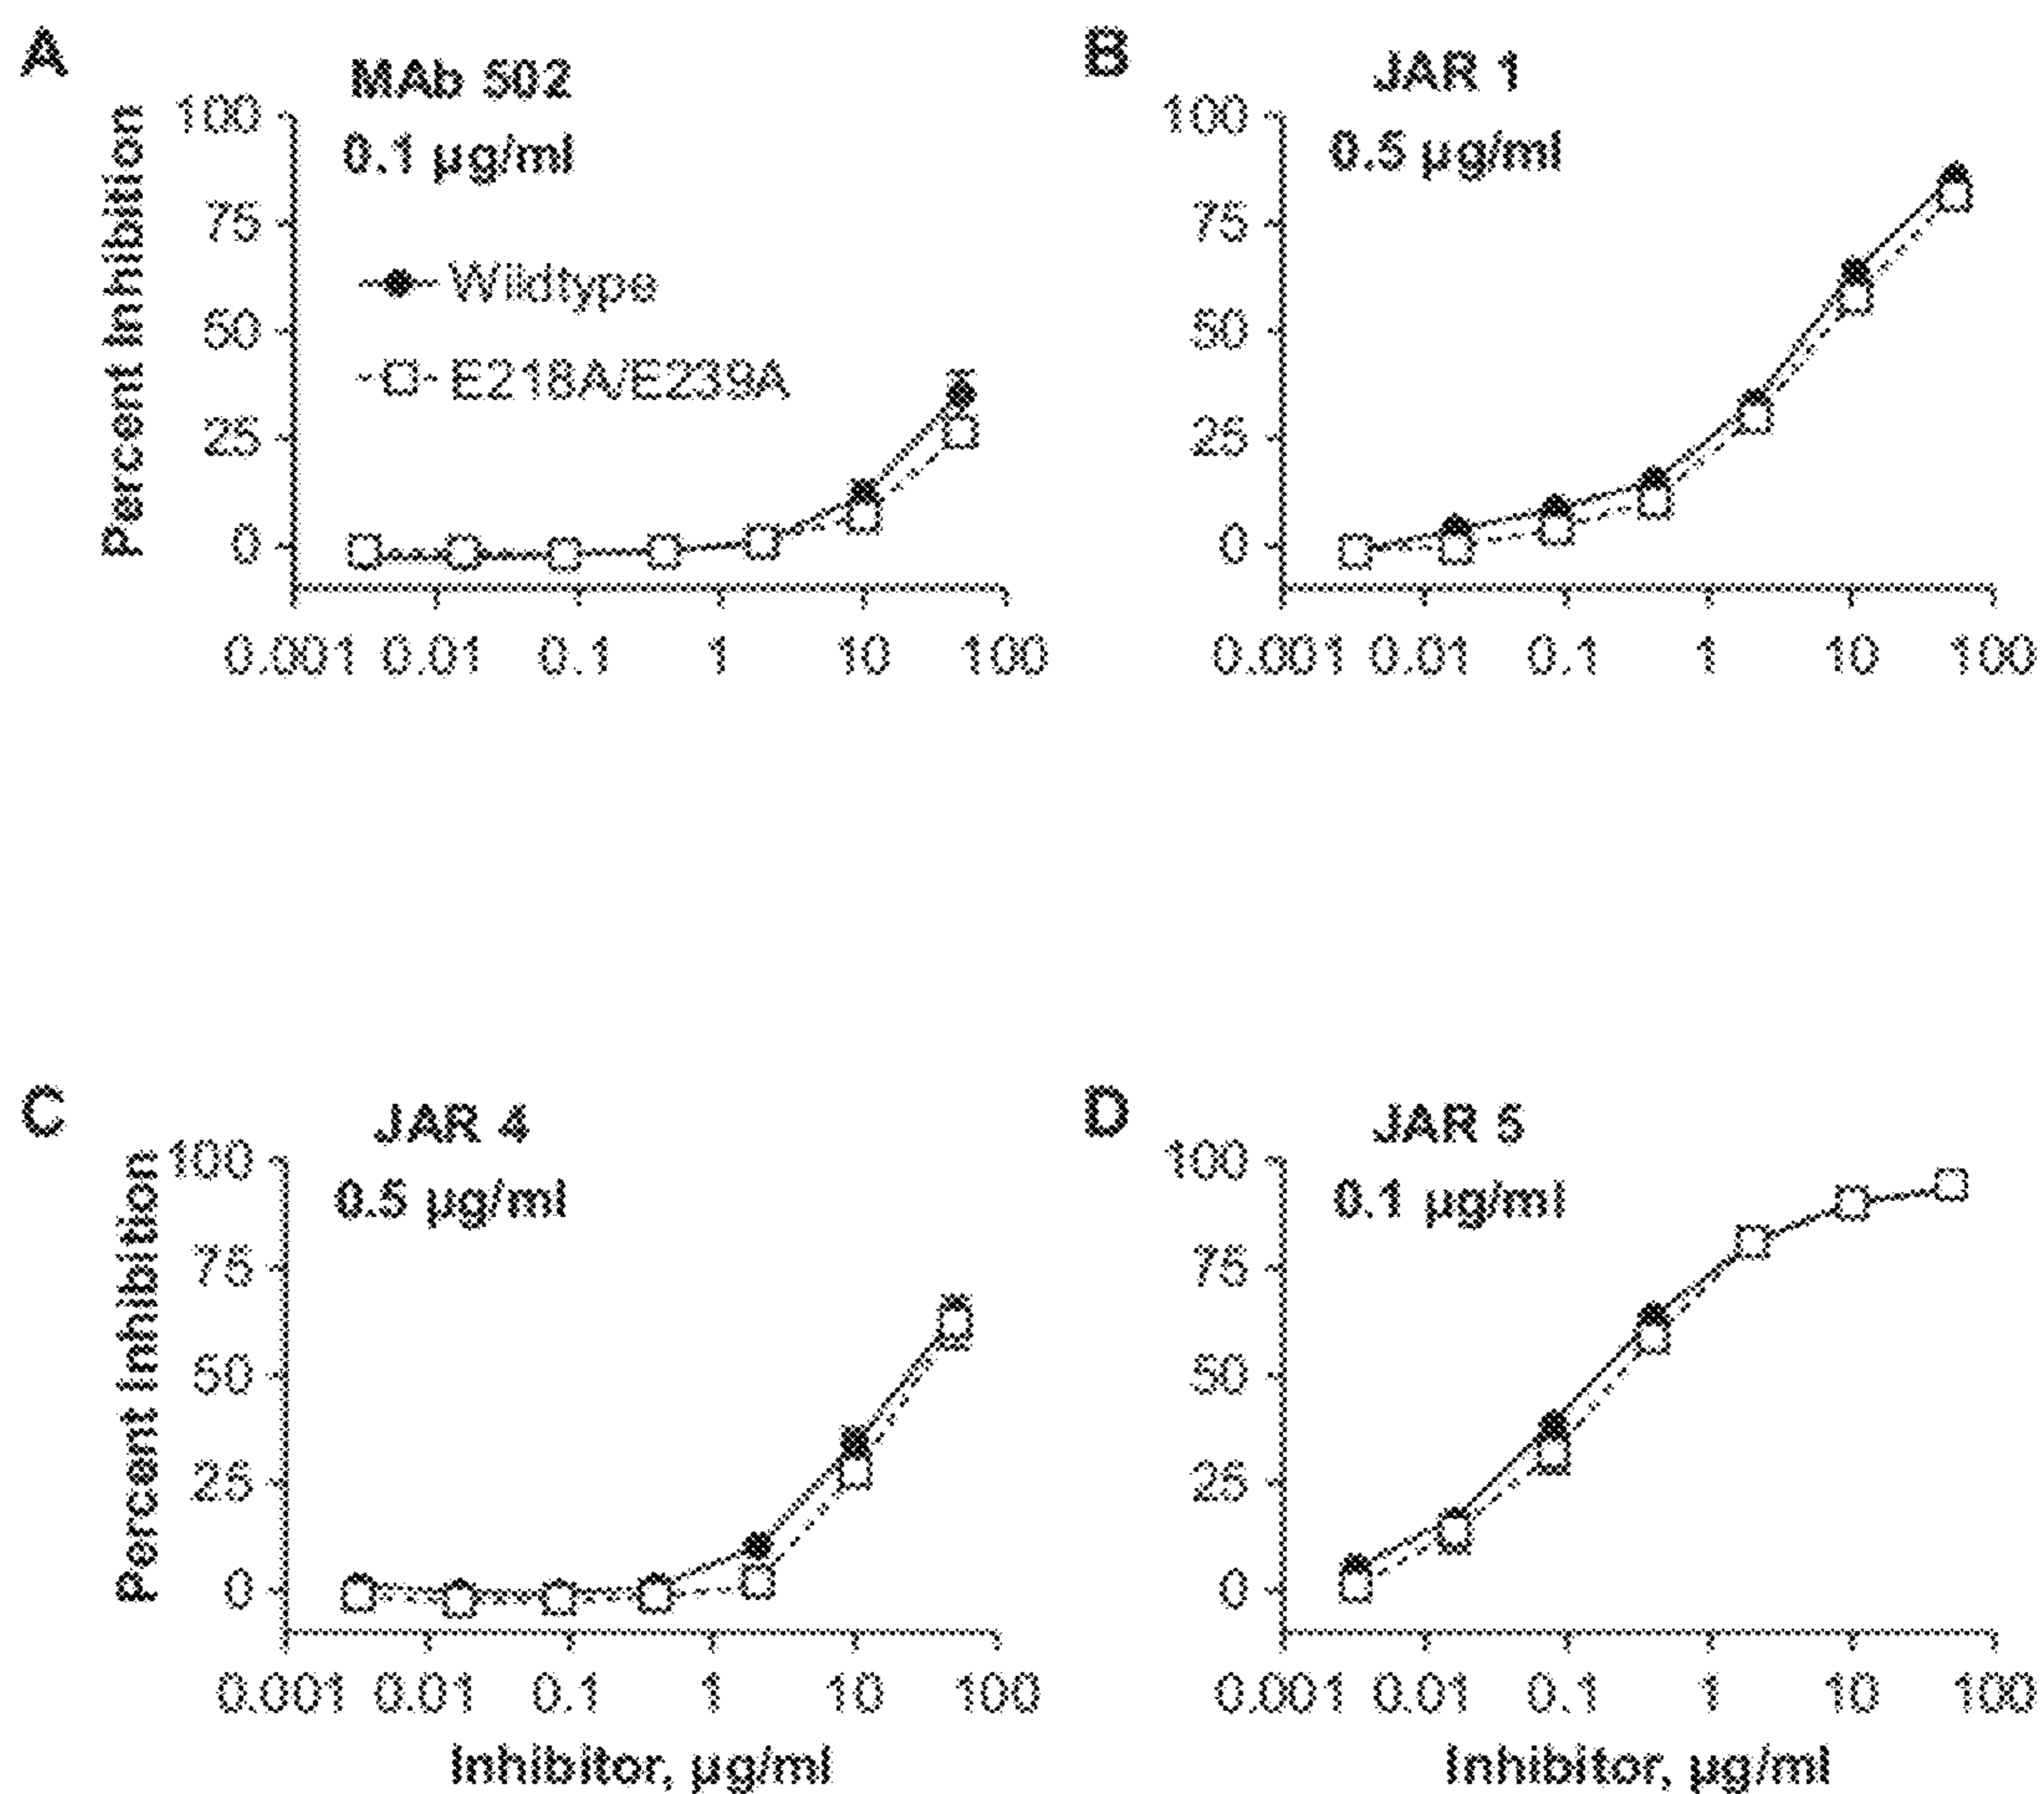 A
MAb 502
0.1 µg/ml
Percent Inhibition
100
75
50
25
0
Wildtype
E218A/E239A
0.001 0.01 0.1 1 10 100
B
JAR 1
0.5 µg/ml
100
75
50
25
0
0.001 0.01 0.1 1 10 100
C
JAR 4
0.5 µg/ml
Percent Inhibition
100
75
50
25
0
0.001 0.01 0.1 1 10 100
Inhibitor, µg/ml
D
JAR 5
0.1 µg/ml
100
75
50
25
0
0.001 0.01 0.1 1 10 100
Inhibitor, µg/ml